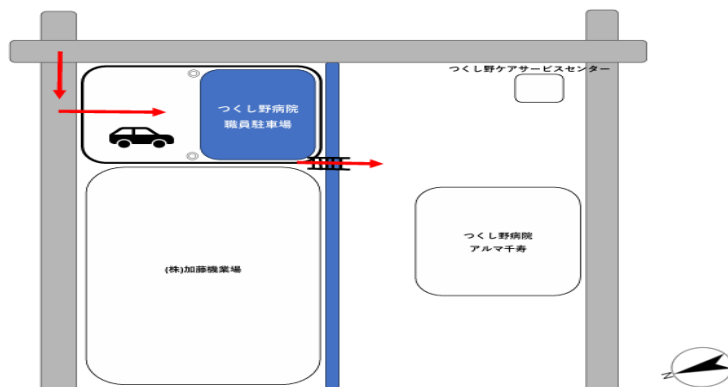 つくし野ケアサービスセンター
つくし野病院
職員駐車場
つくし野病院
アルマ千寿
(株)加藤機業場
N